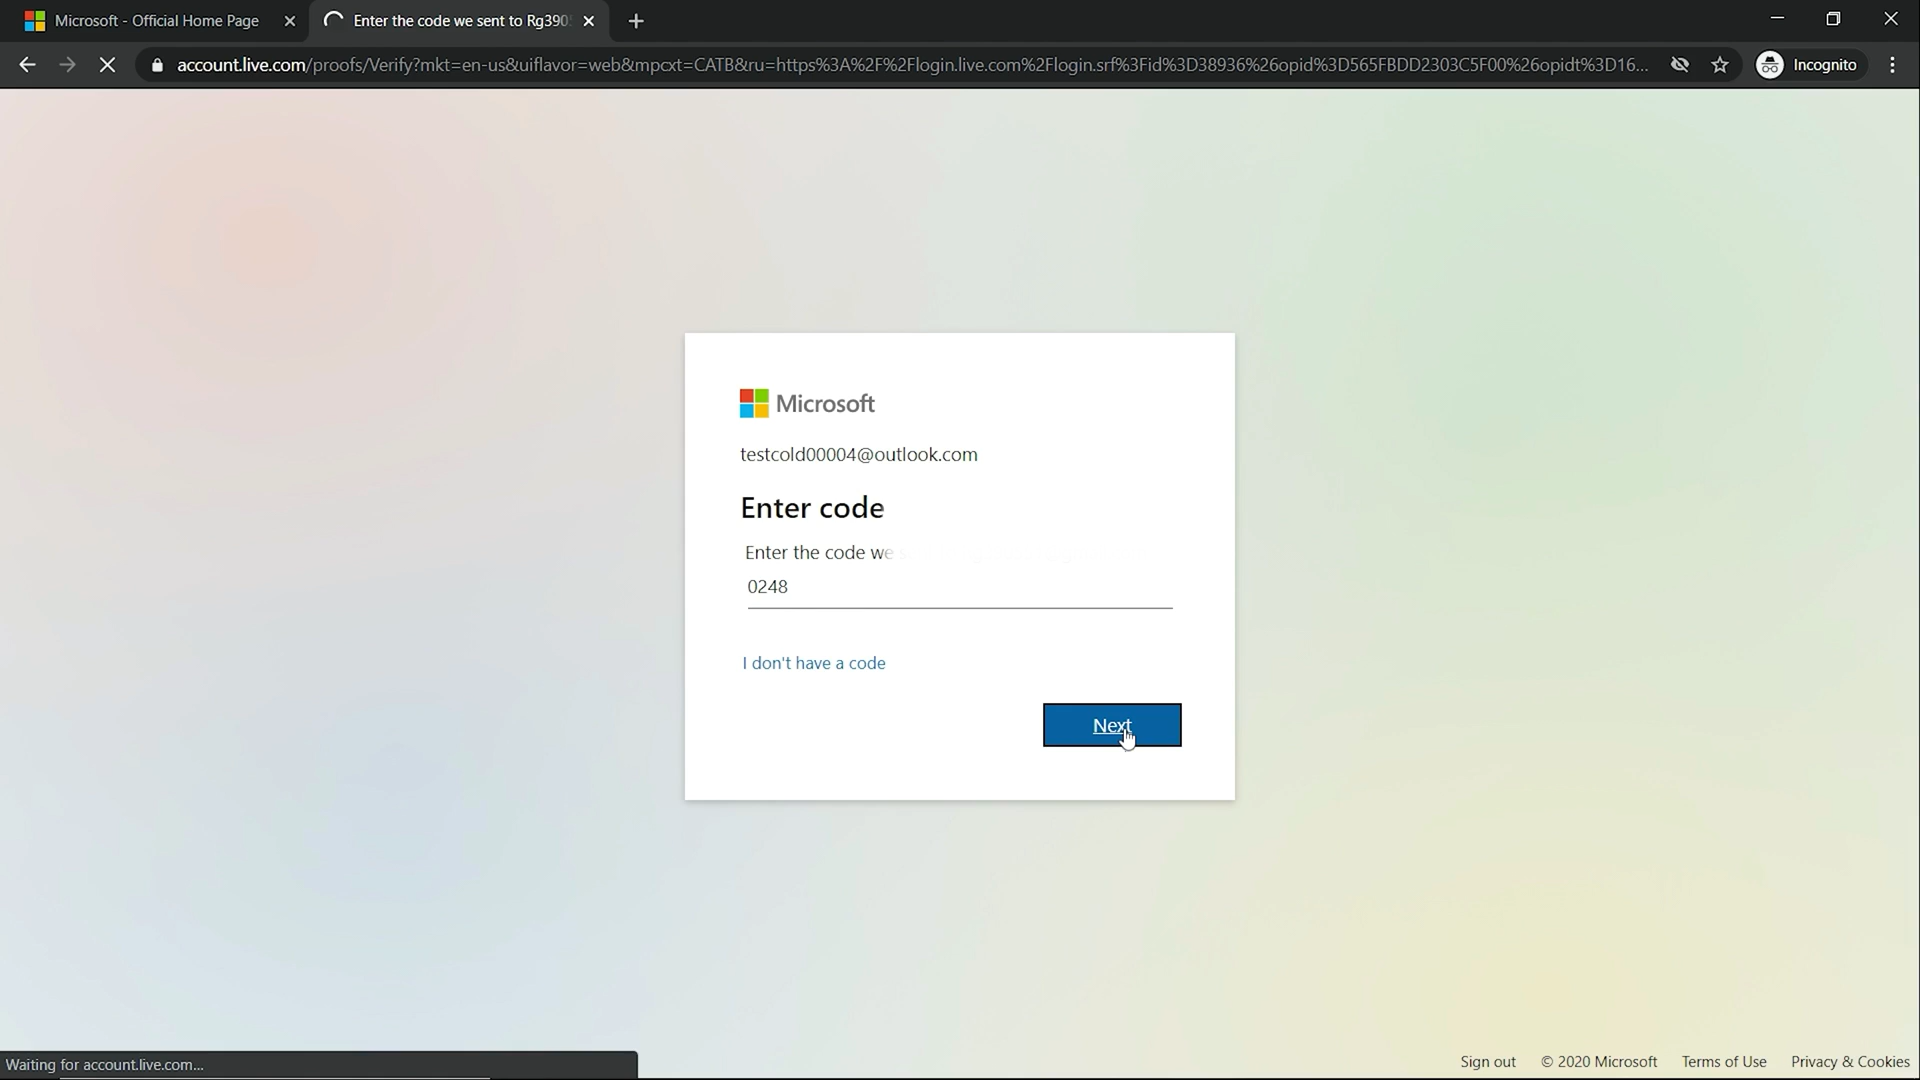 Microsoft - Official Home Page
Enter the code we sent to Rg390
account.live.com/proofs/Verify?mkt=en-us&uiflavor=web&mpcxt=CATB&ru=https%3A%2F%2Flogin.live.com%2Flogin.srf%3Fid%3D38936%26opid%3D565FBDD2303C5F00%26opidt%3D16...
Incognito
Microsoft
testcold00004@outlook.com
Enter code
Enter the code we
0248
I don't have a code
Next
Waiting for account.live.com...
Sign out © 2020 Microsoft Terms of Use Privacy & Cookies